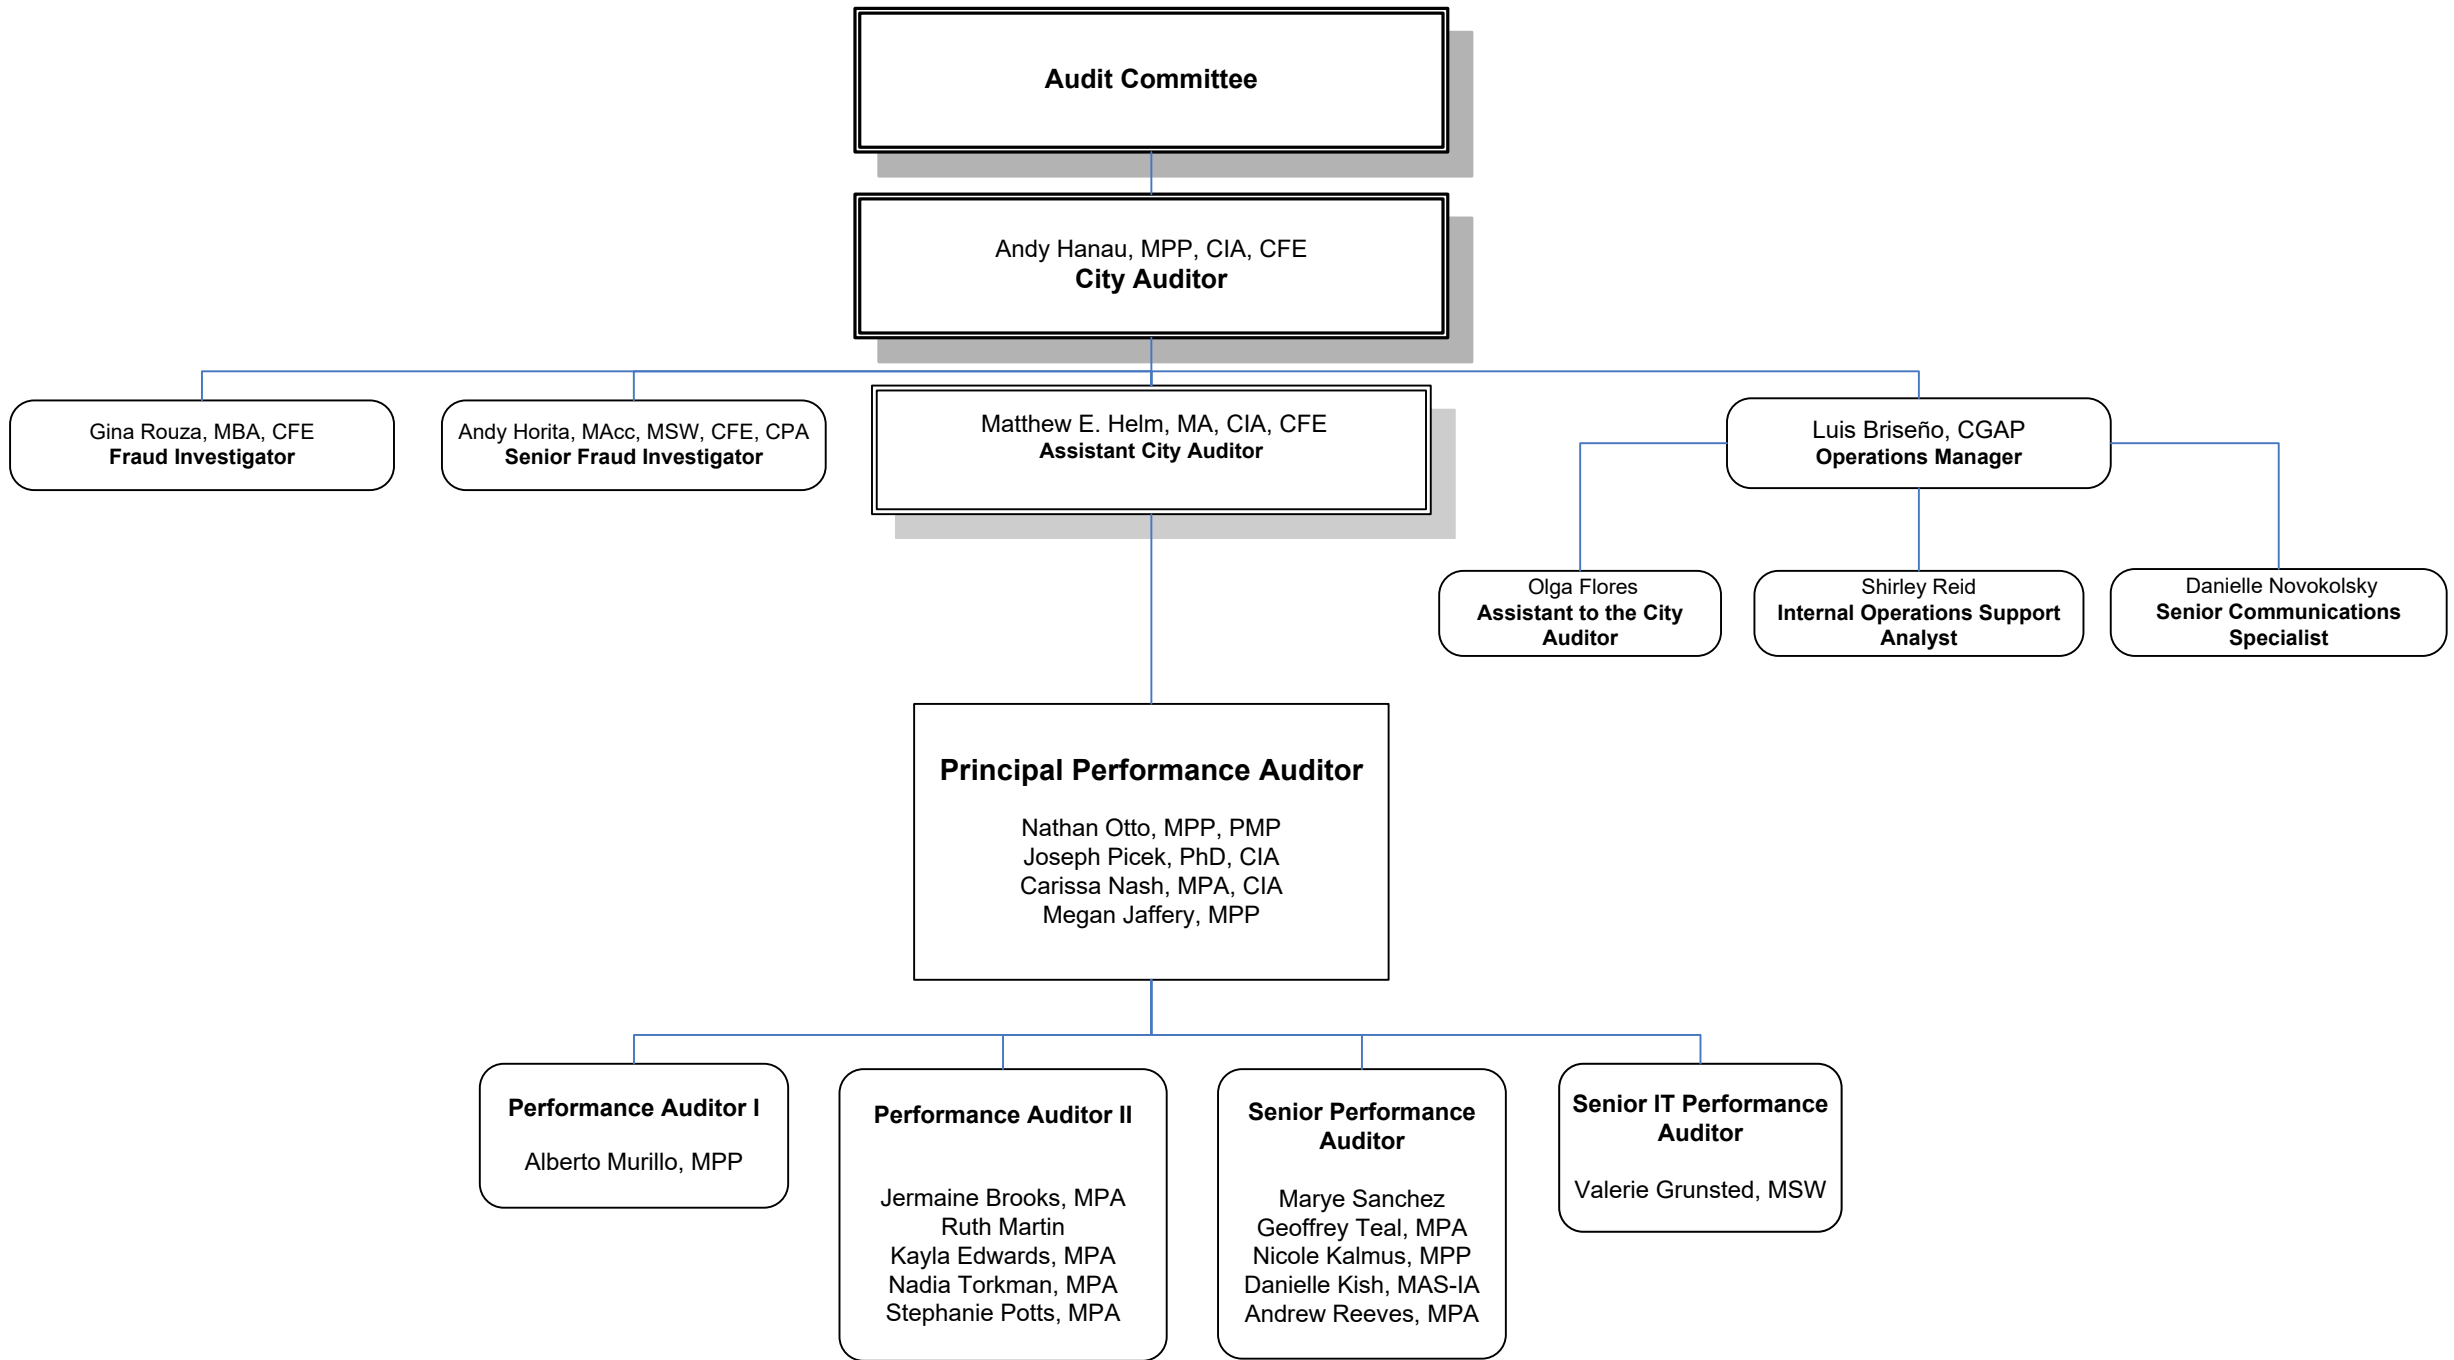 Audit Committee
Andy Hanau, MPP, CIA, CFE
City Auditor
Gina Rouza, MBA, CFE
Fraud Investigator
Andy Horita, MAcc, MSW, CFE, CPA
Senior Fraud Investigator
Matthew E. Helm, MA, CIA, CFE
Assistant City Auditor
Luis Briseño, CGAP
Operations Manager
Olga Flores
Assistant to the City
Auditor
Shirley Reid
Internal Operations Support
Analyst
Danielle Novokolsky
Senior Communications
Specialist
Principal Performance Auditor
Nathan Otto, MPP, PMP
Joseph Picek, PhD, CIA
Carissa Nash, MPA, CIA
Megan Jaffery, MPP
Performance Auditor I
Alberto Murillo, MPP
Performance Auditor II
Jermaine Brooks, MPA
Ruth Martin
Kayla Edwards, MPA
Nadia Torkman, MPA
Stephanie Potts, MPA
Senior Performance
Auditor
Marye Sanchez
Geoffrey Teal, MPA
Nicole Kalmus, MPP
Danielle Kish, MAS-IA
Andrew Reeves, MPA
Senior IT Performance
Auditor
Valerie Grunsted, MSW